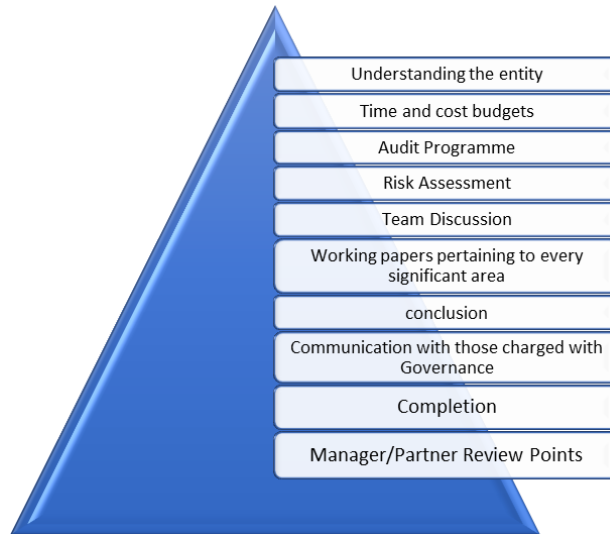 Understanding the entity
Time and cost budgets
Audit Programme
Risk Assessment
Team Discussion
Working papers pertaining to every
significant area
conclusion
Communication with those charged with
Governance
Completion
Manager/Partner Review Points